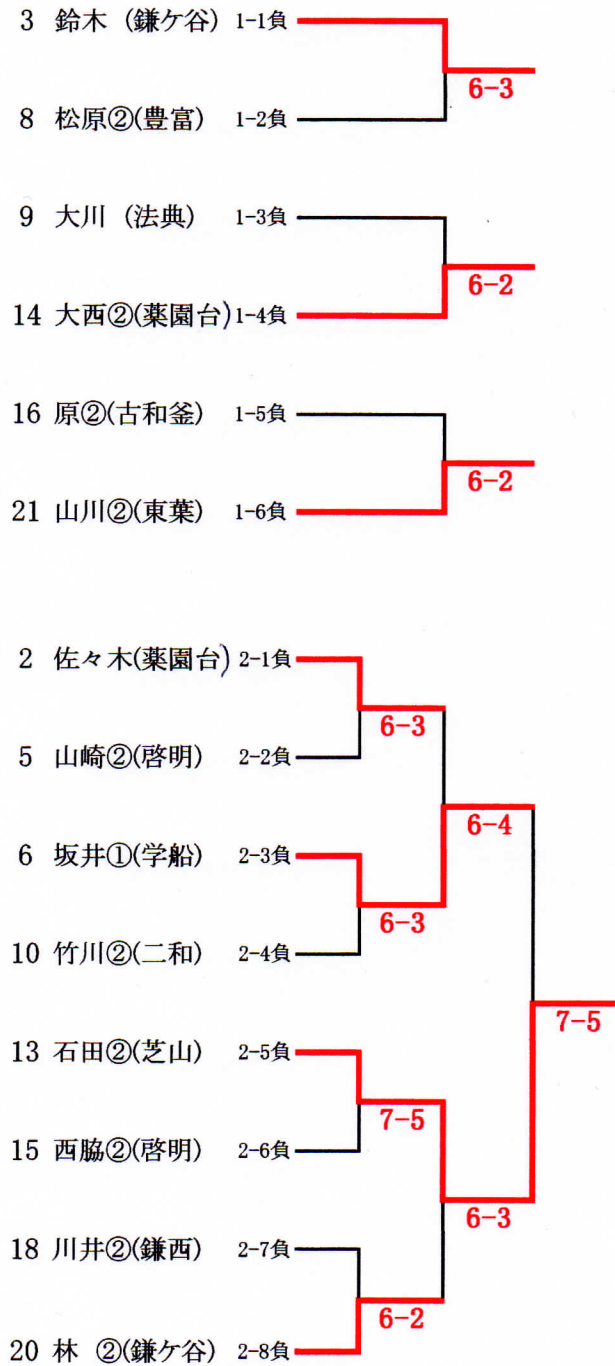 3 鈴木 (鎌ケ谷) 1-1負
6-3
8 松原②(豊富) 1-2負
9 大川 (法典) 1-3負
6-2
14 大西②(薬園台) 1-4負
16 原②(古和釜) 1-5負
6-2
21 山川②(東葉) 1-6負
2 佐々木(薬園台) 2-1負
6-3
5 山崎②(啓明) 2-2負
6-4
6 坂井①(学船) 2-3負
6-3
10 竹川②(二和) 2-4負
7-5
13 石田②(芝山) 2-5負
7-5
15 西脇②(啓明) 2-6負
6-3
18 川井②(鎌西) 2-7負
6-2
20 林 ②(鎌ケ谷) 2-8負